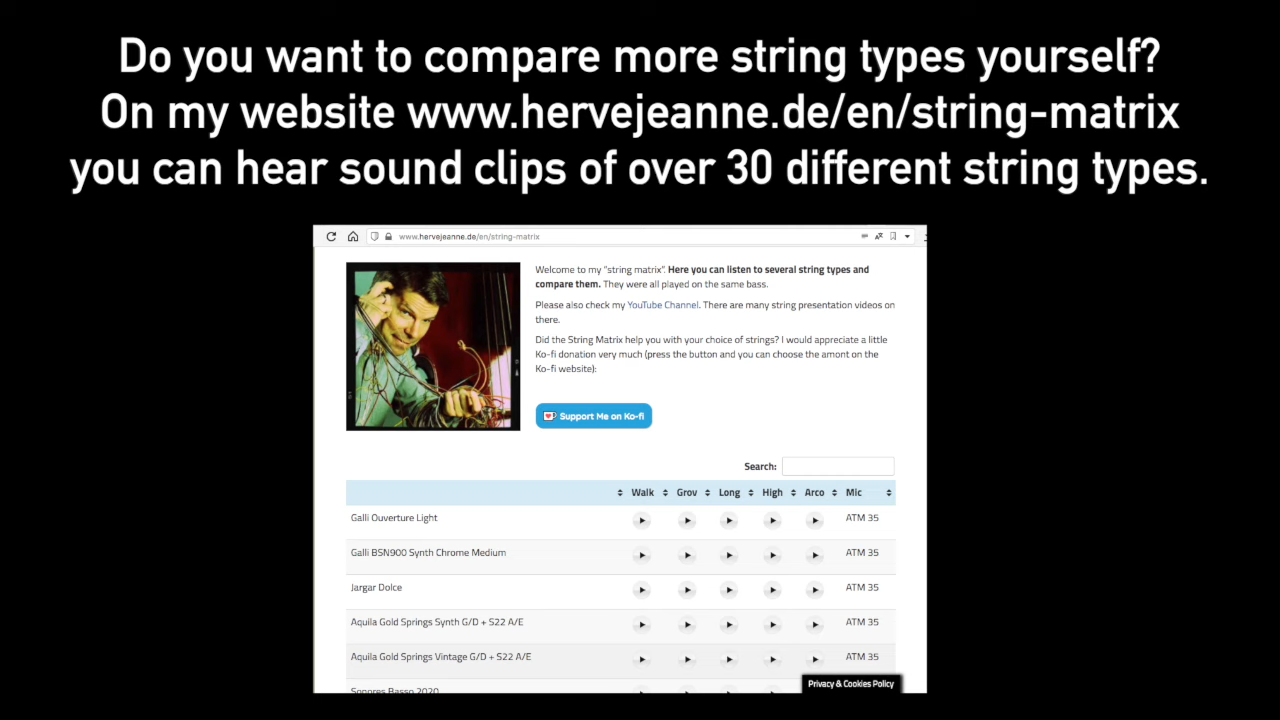 Do you want to compare more string types yourself?
On my website www.hervejeanne.de/en/string-matrix
you can hear sound clips of over 30 different string types.
www.hervejeanne.de/en/string-matrix
Welcome to my "string matrix". Here you can listen to several string types and
compare them. They were all played on the same bass.
Please also check my YouTube Channel. There are many string presentation videos on
there.
Did the String Matrix help you with your choice of strings? I would appreciate a little
Ko-fi donation very much (press the button and you can choose the amont on the
Ko-fi website):
Support Me on Ko-fi
Search:
Walk Grov Long High Arco Mic
Galli Ouverture Light ATM 35
Galli BSN900 Synth Chrome Medium ATM 35
Jargar Dolce ATM 35
Aquila Gold Springs Synth G/D + S22 A/E ATM 35
Aquila Gold Springs Vintage G/D + S22 A/E ATM 35
Sonores Basso 2020
Privacy & Cookies Policy